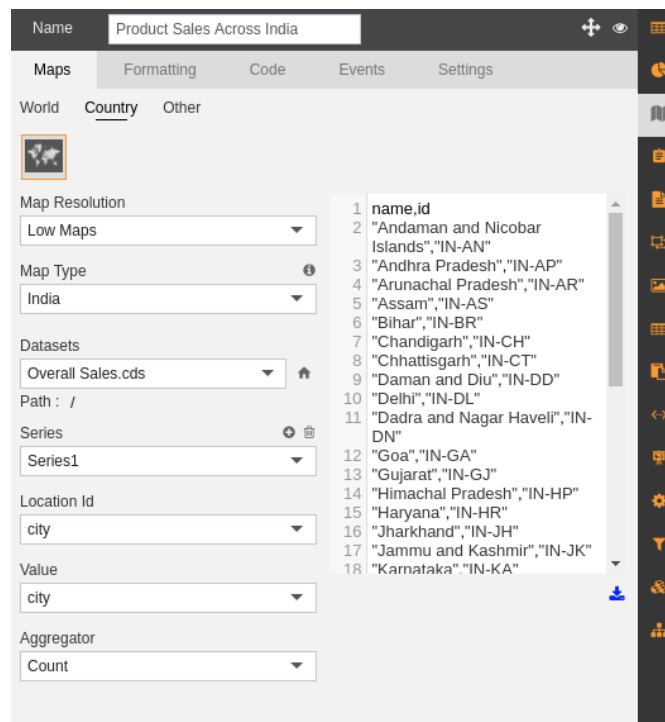 Name Product Sales Across India
Maps Formatting Code Events Settings
World Country Other
Map Resolution
Low Maps
Map Type
India
Datasets
Overall Sales.cds
Path : /
Series
Series1
Location Id
city
Value
city
Aggregator
Count
1 name,id
2 "Andaman and Nicobar
Islands","IN-AN"
3 "Andhra Pradesh","IN-AP"
4 "Arunachal Pradesh","IN-AR"
5 "Assam","IN-AS"
6 "Bihar","IN-BR"
7 "Chandigarh","IN-CH"
8 "Chhattisgarh","IN-CT"
9 "Daman and Diu","IN-DD"
10 "Delhi","IN-DL"
11 "Dadra and Nagar Haveli","IN-
DN"
12 "Goa","IN-GA"
13 "Gujarat","IN-GJ"
14 "Himachal Pradesh","IN-HP"
15 "Haryana","IN-HR"
16 "Jharkhand","IN-JH"
17 "Jammu and Kashmir","IN-JK"
18 "Karnataka","IN-KA"